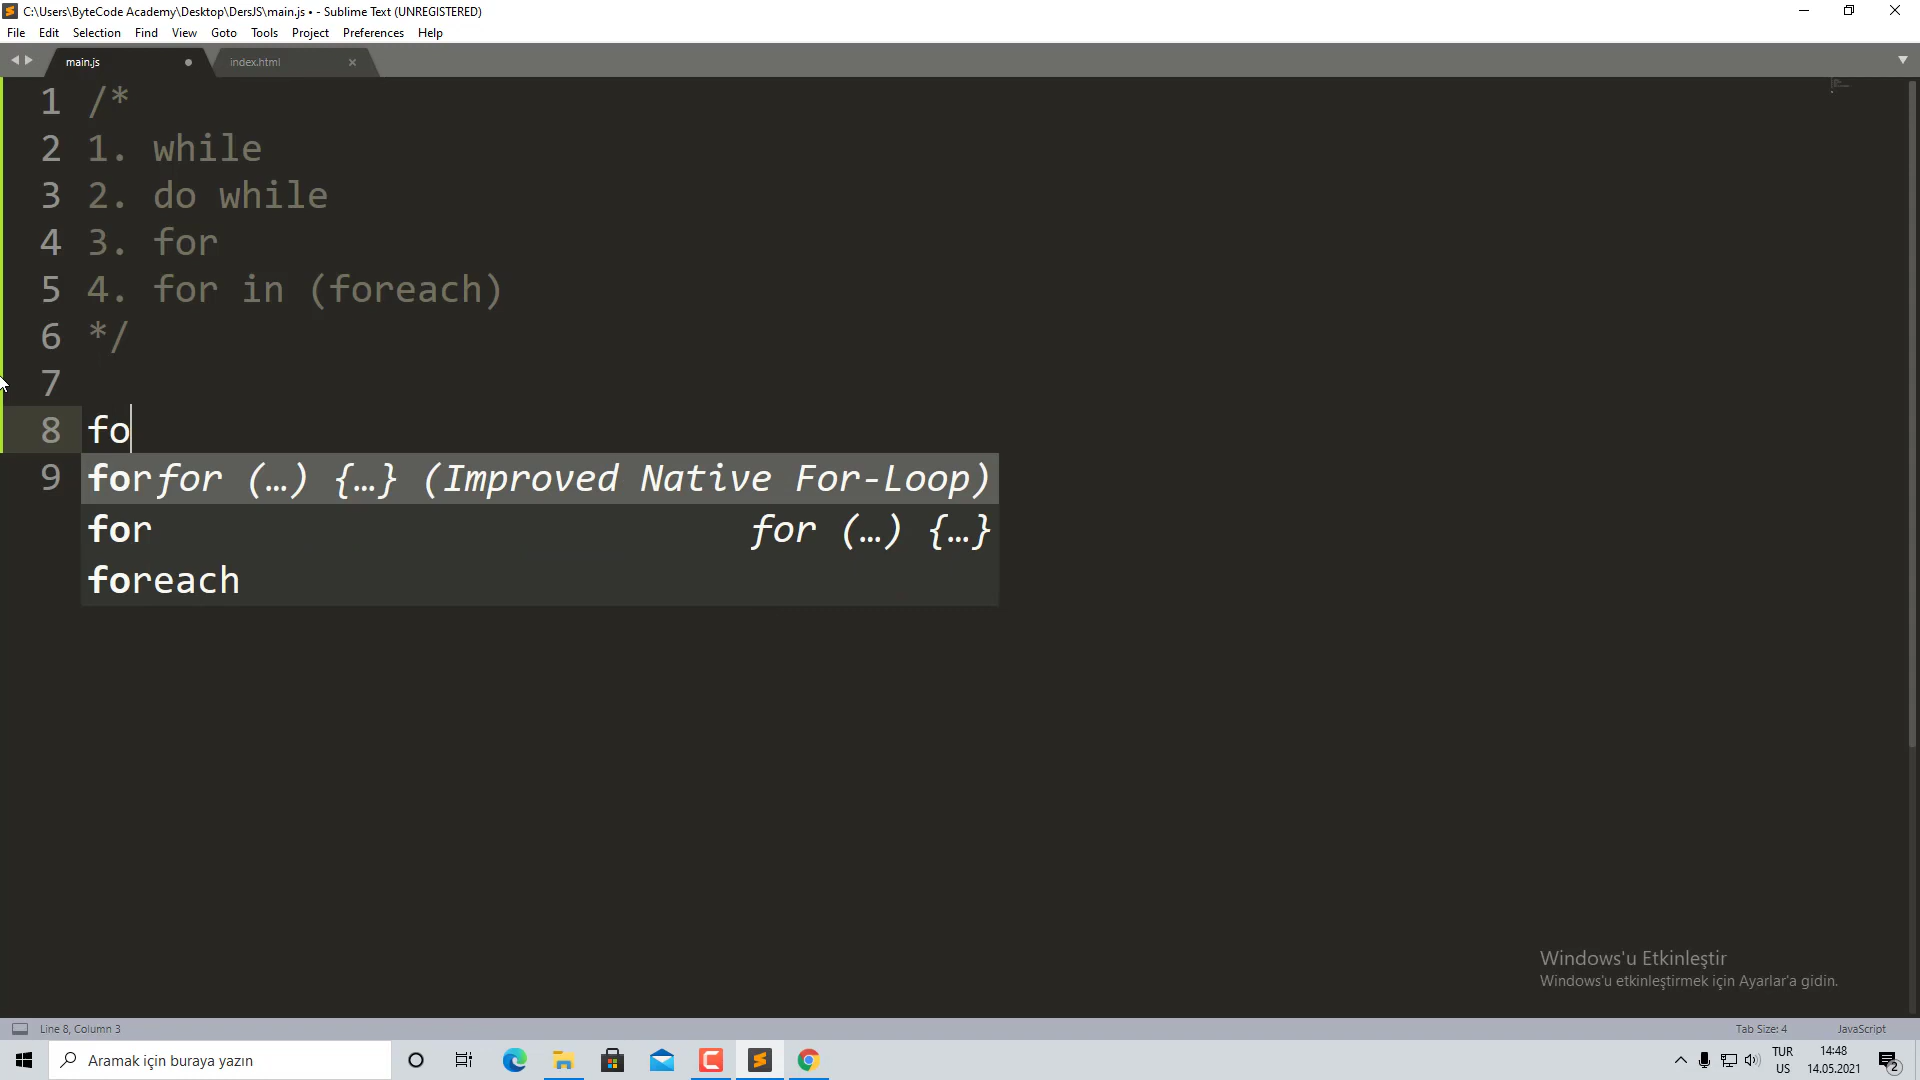 C:\Users\ByteCode Academy\Desktop\DersJS\main.js • - Sublime Text (UNREGISTERED)
File Edit Selection Find View Goto Tools Project Preferences Help
main.js index.html
1 /*
2 1. while
3 2. do while
4 3. for
5 4. for in (foreach)
6 */
7
8 fo
9 for for (…) {…} (Improved Native For-Loop)
for for (…) {…}
foreach
Windows'u Etkinleştir
Windows'u etkinleştirmek için Ayarlar'a gidin.
Line 8, Column 3 Tab Size: 4 JavaScript
Aramak için buraya yazın
TUR
US
14:48
14.05.2021
2